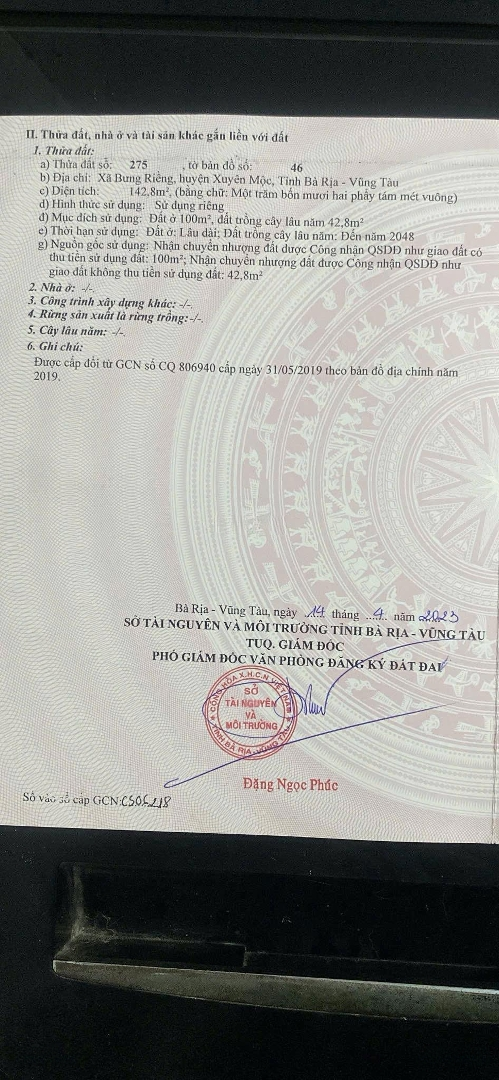 II. Thửa đất, nhà ở và tài sản khác gắn liền với đất
1. Thửa đất:
a) Thửa đất số: 275 , tờ bản đồ số: 46
b) Địa chỉ: Xã Bưng Riềng, huyện Xuyên Mộc, Tỉnh Bà Rịa - Vũng Tàu
c) Diện tích: 142,8m², (bằng chữ: Một trăm bốn mươi hai phẩy tám mét vuông)
d) Hình thức sử dụng: Sử dụng riêng
đ) Mục đích sử dụng: Đất ở 100m², đất trồng cây lâu năm 42,8m²
e) Thời hạn sử dụng: Đất ở: Lâu dài; Đất trồng cây lâu năm: Đến năm 2048
g) Nguồn gốc sử dụng: Nhận chuyển nhượng đất được Công nhận QSDĐ như giao đất có
thu tiền sử dụng đất: 100m²; Nhận chuyển nhượng đất được Công nhận QSDĐ như
giao đất không thu tiền sử dụng đất: 42,8m²
2. Nhà ở: -/-.
3. Công trình xây dựng khác: -/-.
4. Rừng sản xuất là rừng trồng: -/-.
5. Cây lâu năm: -/-.
6. Ghi chú:
Được cấp đổi từ GCN số CQ 806940 cấp ngày 31/05/2019 theo bản đồ địa chính năm
2019.
Bà Rịa - Vũng Tàu, ngày 14 tháng 4 năm 2023
SỞ TÀI NGUYÊN VÀ MÔI TRƯỜNG TỈNH BÀ RỊA - VŨNG TÀU
TUQ. GIÁM ĐỐC
PHÓ GIÁM ĐỐC VĂN PHÒNG ĐĂNG KÝ ĐẤT ĐAI
CỘNG HÒA X.H.C.N VIỆT NAM
SỞ
TÀI NGUYÊN
VÀ
MÔI TRƯỜNG
TỈNH BÀ RỊA - VŨNG TÀU
Đặng Ngọc Phúc
Số vào sổ cấp GCN: